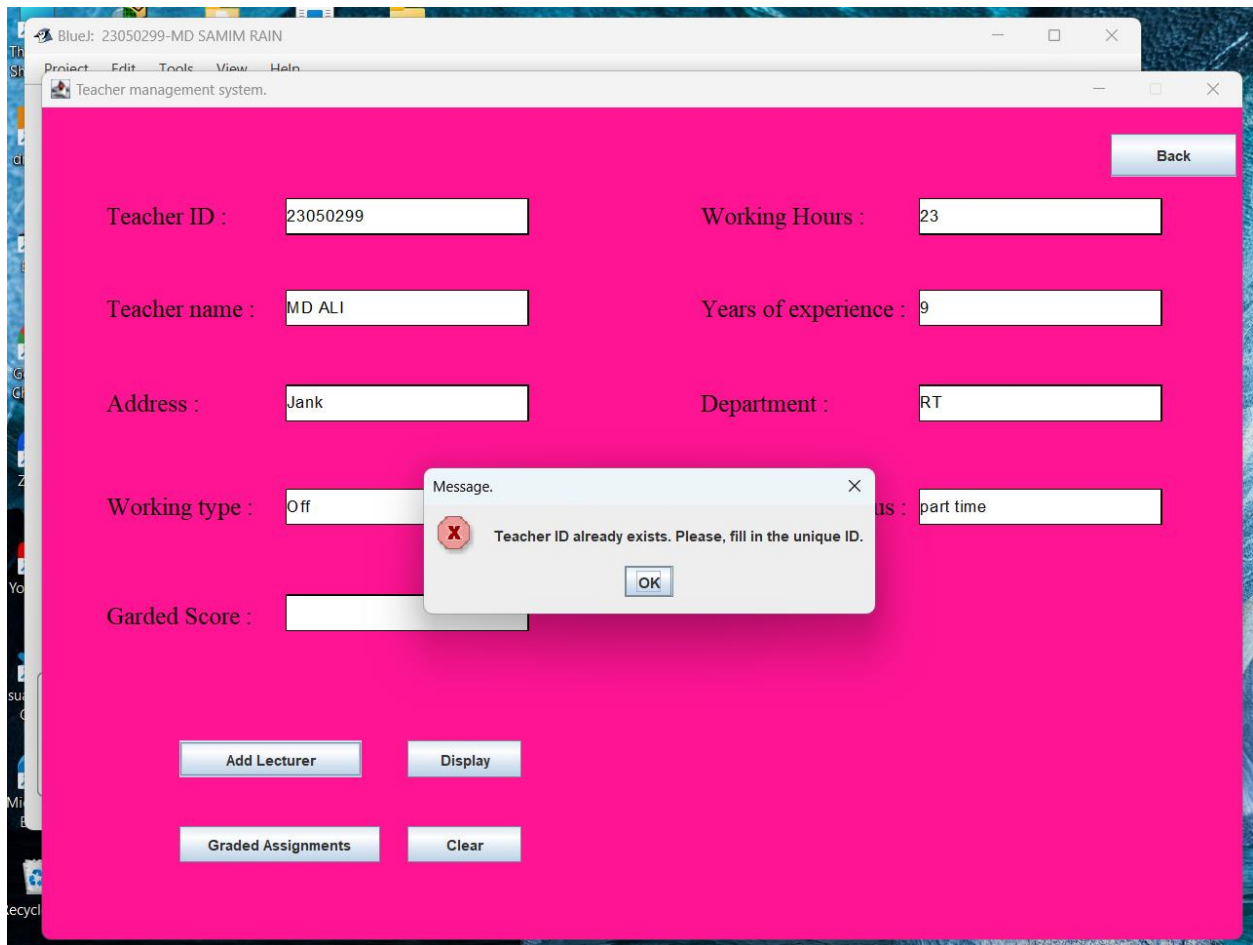 BlueJ: 23050299-MD SAMIM RAIN
Project Edit Tools View Help
Teacher management system.
Back
Teacher ID : 23050299 Working Hours : 23
Teacher name : MD ALI Years of experience : 9
Address : Jank Department : RT
Working type : Off us : part time
Message.
Teacher ID already exists. Please, fill in the unique ID.
OK
Garded Score :
Add Lecturer Display
Graded Assignments Clear